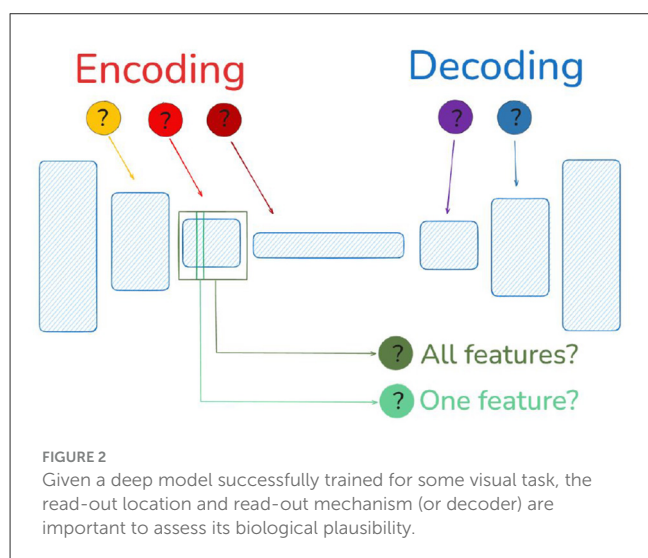 Encoding
Decoding
? ? ? ? ?
? All features?
? One feature?
FIGURE 2
Given a deep model successfully trained for some visual task, the
read-out location and read-out mechanism (or decoder) are
important to assess its biological plausibility.